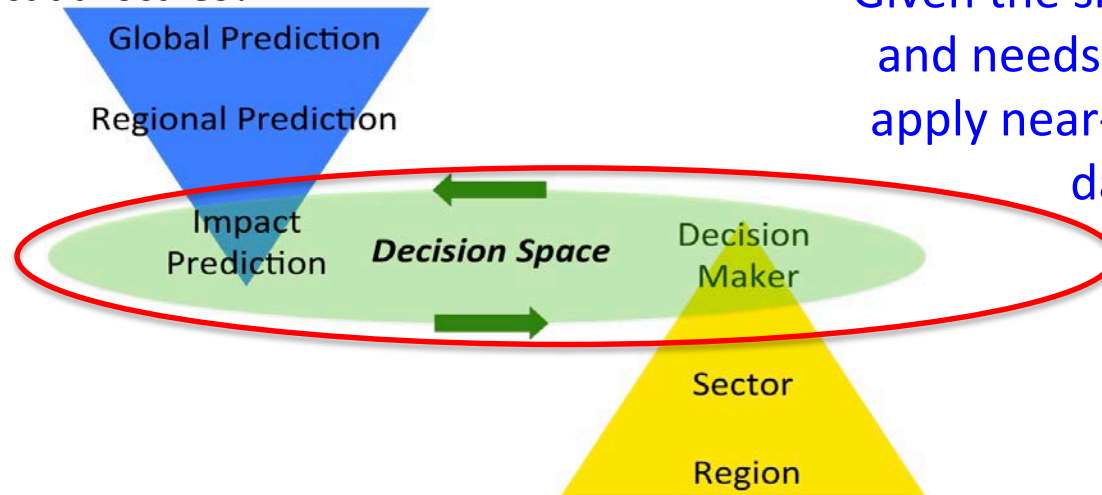 Global Prediction
Regional Prediction
Impact
Prediction
Decision Space
Decision
Maker
Sector
Region
and needs
apply near-